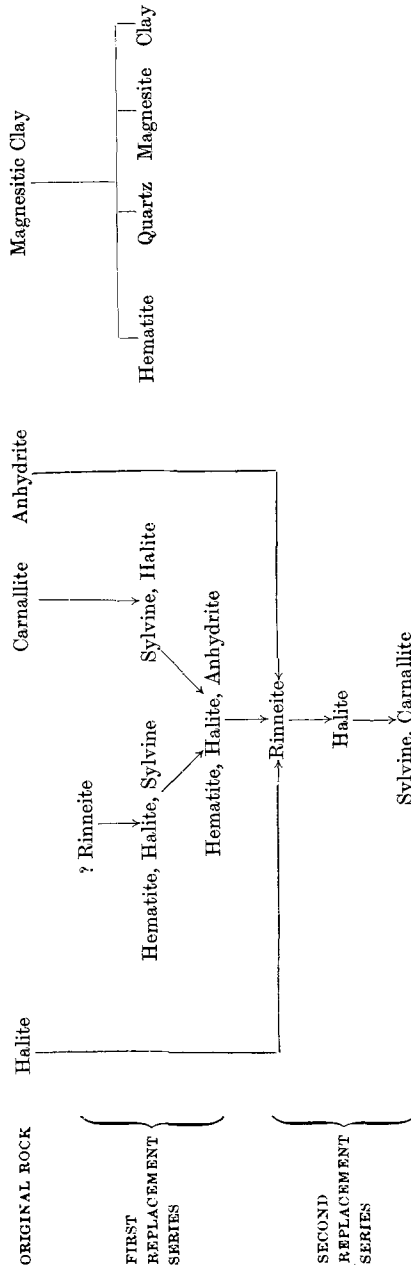 ORIGINAL ROCK
Halite
Carnallite
Anhydrite
Magnesitic Clay
FIRST
REPLACEMENT
SERIES
? Rinneite
Hematite, Halite, Sylvine
Sylvine, Halite
Hematite, Halite, Anhydrite
Hematite
Quartz
Magnesite
Clay
SECOND
REPLACEMENT
SERIES
Rinneite
Halite
Sylvine, Carnallite